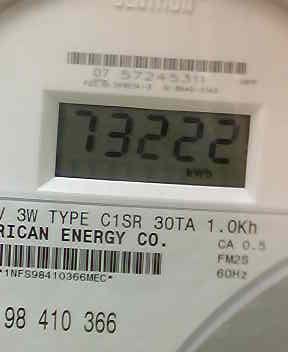 07 57245311
73222
kWh
V 3W TYPE C1SR 30TA 1.0Kh
RICAN ENERGY CO.
CA 0.5
FM2S
60Hz
*1NFS98410366MEC*
98 410 366